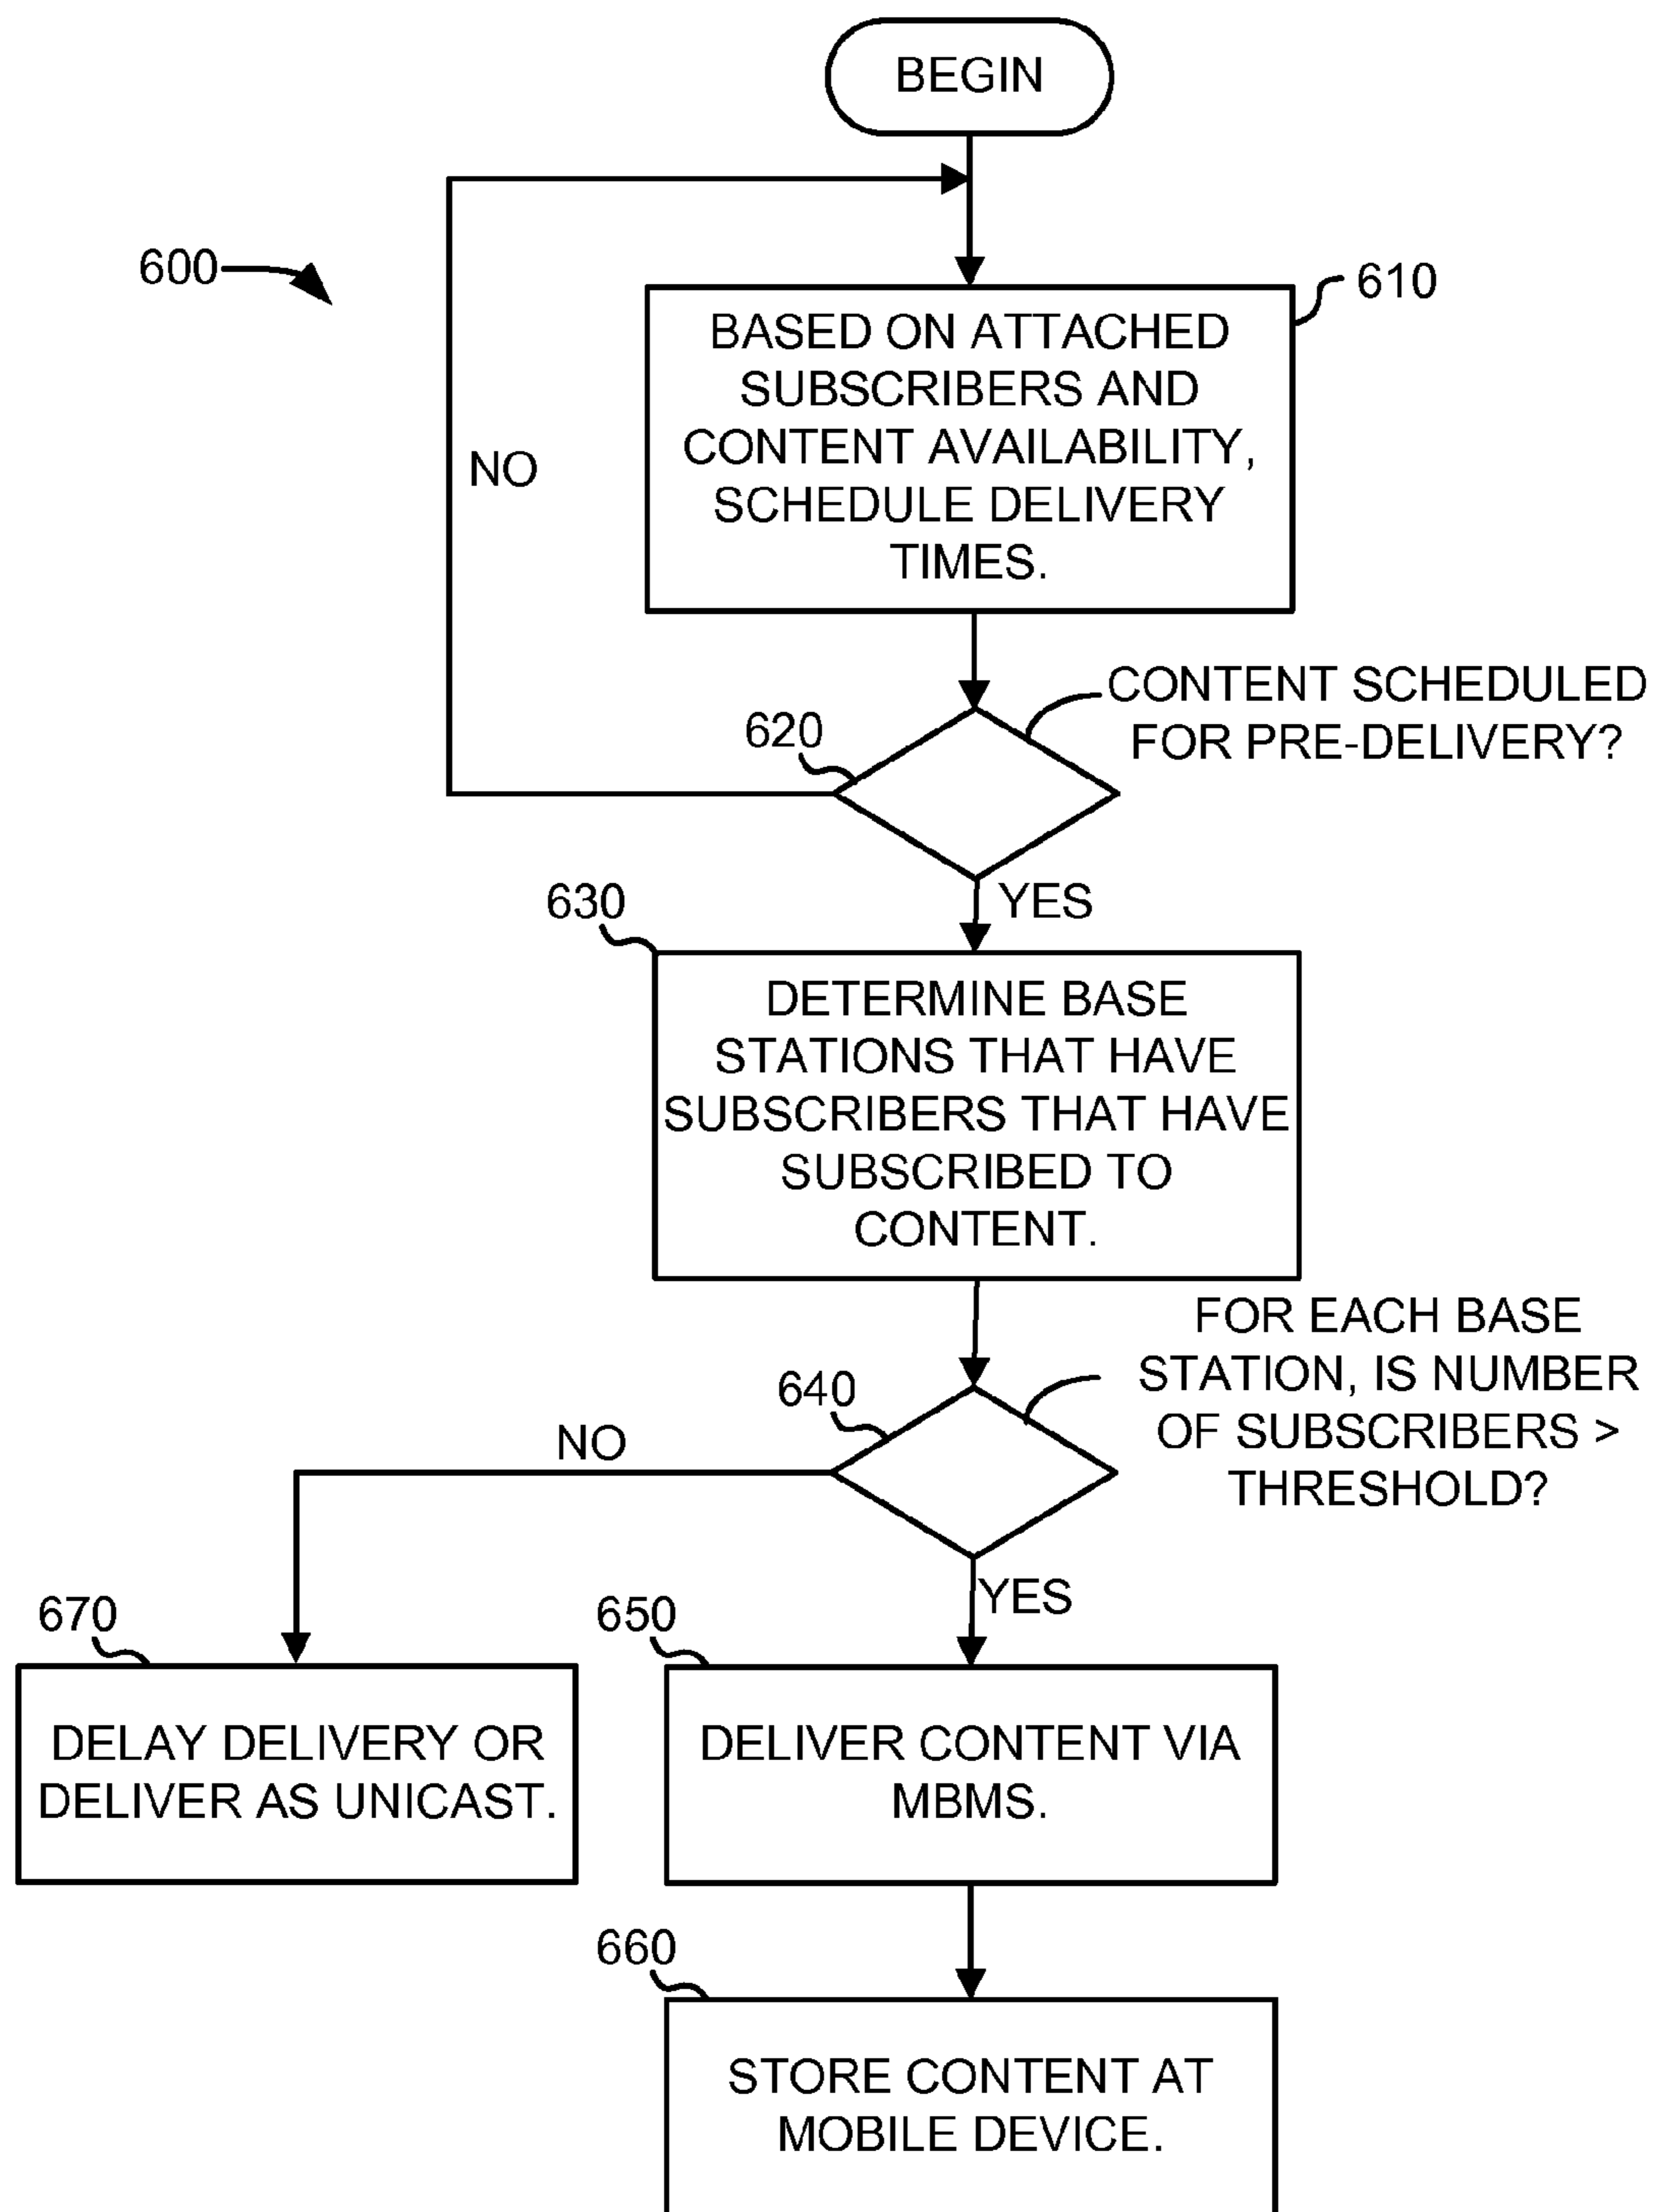 BEGIN
600
610
BASED ON ATTACHED
SUBSCRIBERS AND
CONTENT AVAILABILITY,
SCHEDULE DELIVERY
TIMES.
NO
CONTENT SCHEDULED
FOR PRE-DELIVERY?
620
YES
630
DETERMINE BASE
STATIONS THAT HAVE
SUBSCRIBERS THAT HAVE
SUBSCRIBED TO
CONTENT.
FOR EACH BASE
STATION, IS NUMBER
OF SUBSCRIBERS >
THRESHOLD?
640
NO
YES
670
DELAY DELIVERY OR
DELIVER AS UNICAST.
650
DELIVER CONTENT VIA
MBMS.
660
STORE CONTENT AT
MOBILE DEVICE.